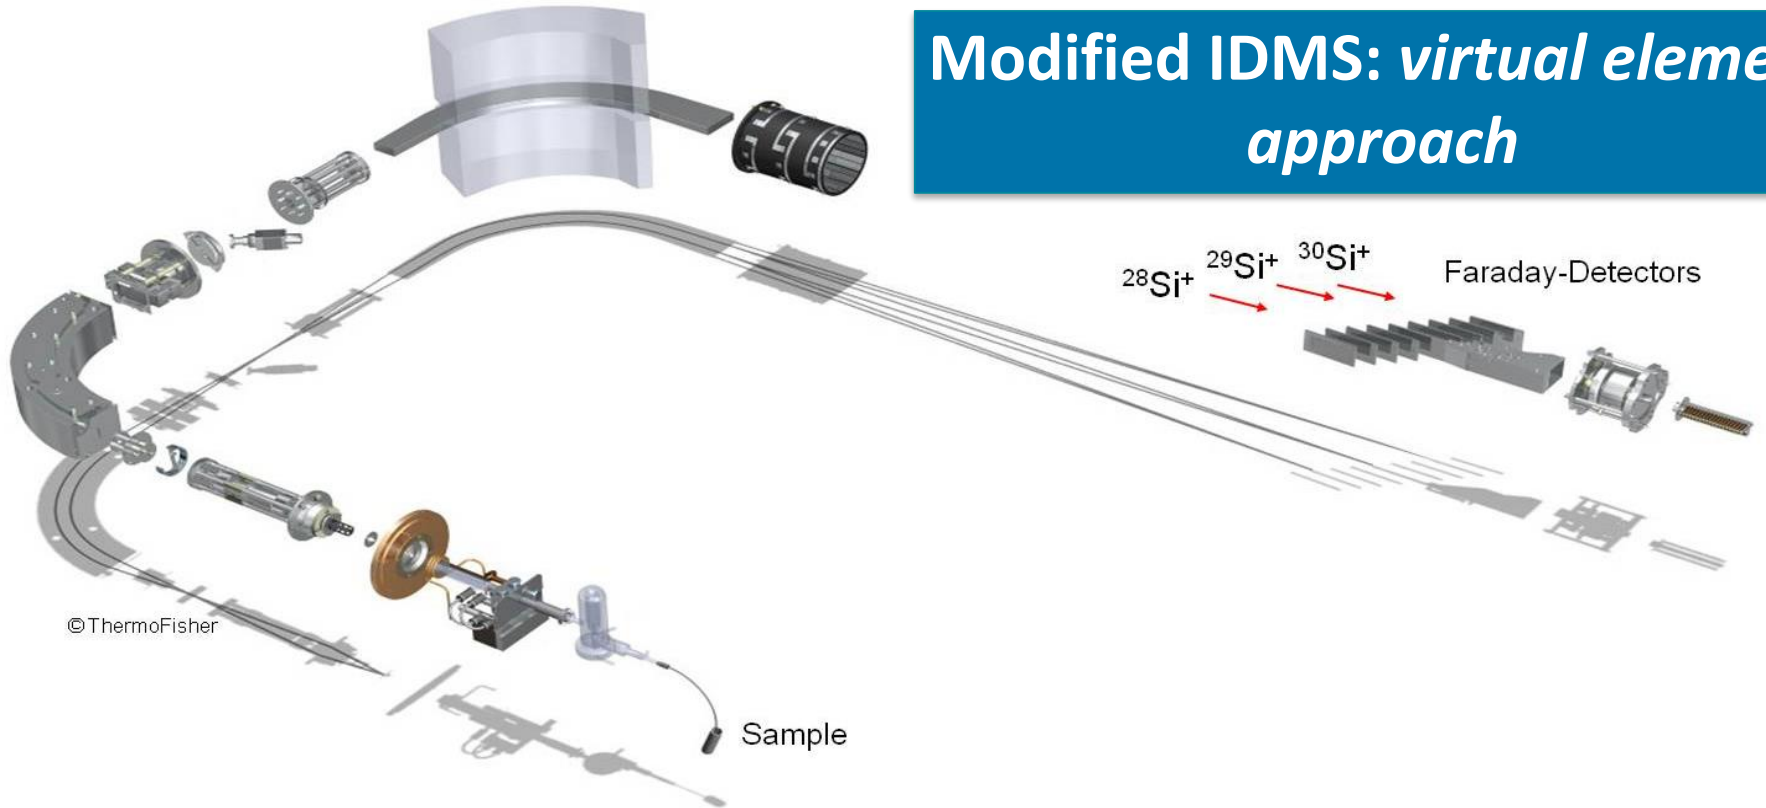 Modified IDMS: virtual eleme
approach
²⁸Si⁺ ²⁹Si⁺ ³⁰Si⁺ Faraday-Detectors
©ThermoFisher
Sample